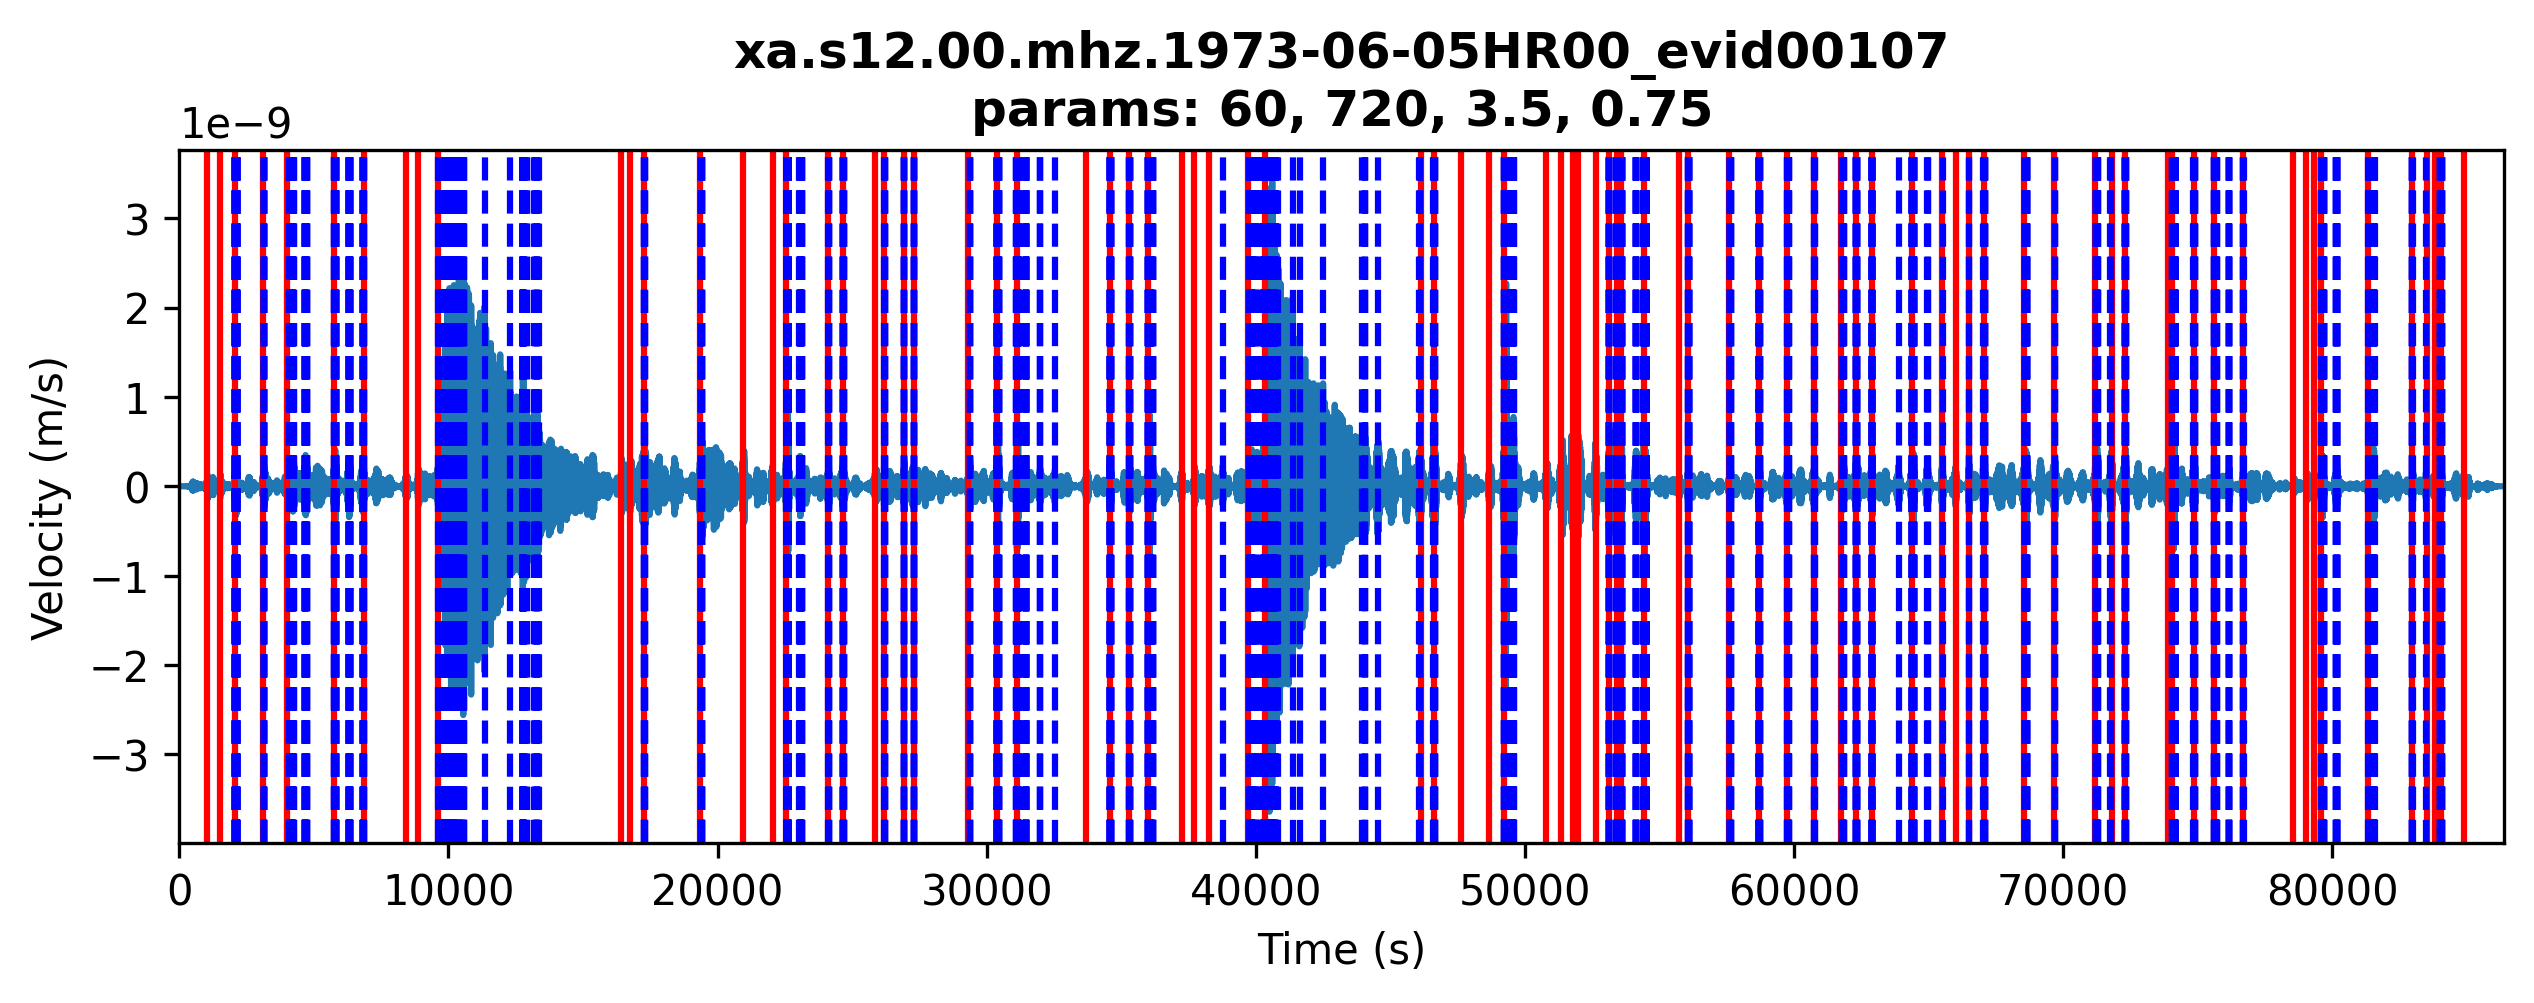 xa.s12.00.mhz.1973-06-05HR00_evid00107
params: 60, 720, 3.5, 0.75
1e−9
3
2
1
0
−1
−2
−3
Velocity (m/s)
0 10000 20000 30000 40000 50000 60000 70000 80000
Time (s)